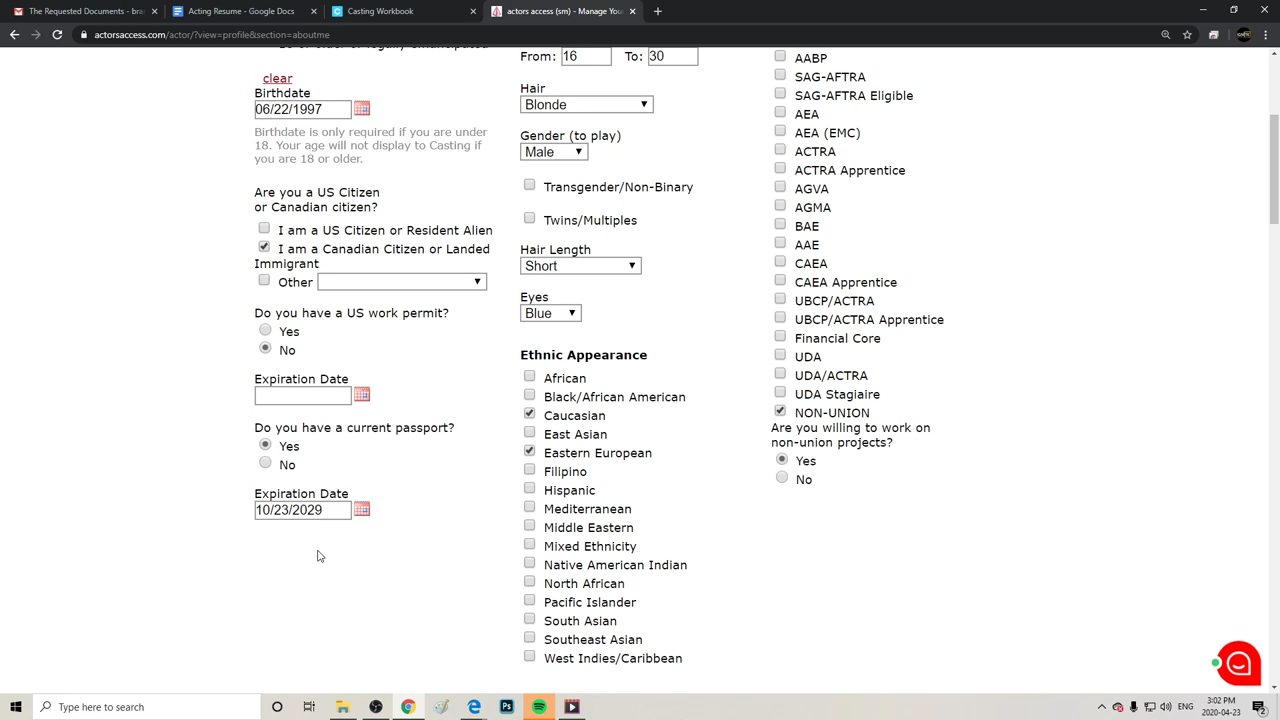 The Requested Documents - bra
Acting Resume - Google Docs
Casting Workbook
actors access (sm) - Manage You
actorsaccess.com/actor/?view=profile&section=aboutme
clear
Birthdate
06/22/1997
Birthdate is only required if you are under
18. Your age will not display to Casting if
you are 18 or older.
Are you a US Citizen
or Canadian citizen?
I am a US Citizen or Resident Alien
I am a Canadian Citizen or Landed
Immigrant
Other
Do you have a US work permit?
Yes
No
Expiration Date
Do you have a current passport?
Yes
No
Expiration Date
10/23/2029
From: 16 To: 30
Hair
Blonde
Gender (to play)
Male
Transgender/Non-Binary
Twins/Multiples
Hair Length
Short
Eyes
Blue
Ethnic Appearance
African
Black/African American
Caucasian
East Asian
Eastern European
Filipino
Hispanic
Mediterranean
Middle Eastern
Mixed Ethnicity
Native American Indian
North African
Pacific Islander
South Asian
Southeast Asian
West Indies/Caribbean
AABP
SAG-AFTRA
SAG-AFTRA Eligible
AEA
AEA (EMC)
ACTRA
ACTRA Apprentice
AGVA
AGMA
BAE
AAE
CAEA
CAEA Apprentice
UBCP/ACTRA
UBCP/ACTRA Apprentice
Financial Core
UDA
UDA/ACTRA
UDA Stagiaire
NON-UNION
Are you willing to work on
non-union projects?
Yes
No
Type here to search
ENG
3:02 PM
2020-04-23